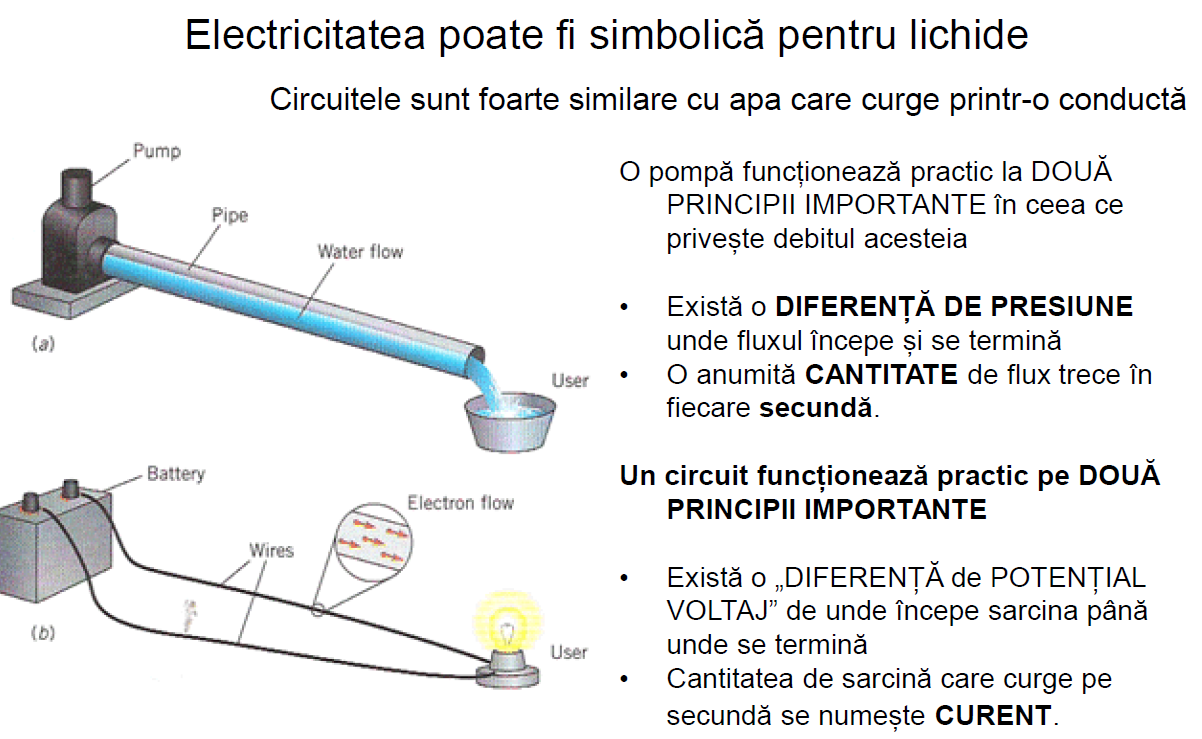 Electricitatea poate fi simbolică pentru lichide
Circuitele sunt foarte similare cu apa care curge printr-o conductă
Pump
Pipe
Water flow
(a)
User
Battery
Electron flow
Wires
(b)
User
O pompă funcționează practic la DOUĂ
PRINCIPII IMPORTANTE în ceea ce
privește debitul acesteia
• Există o DIFERENȚĂ DE PRESIUNE
unde fluxul începe și se termină
• O anumită CANTITATE de flux trece în
fiecare secundă.
Un circuit funcționează practic pe DOUĂ
PRINCIPII IMPORTANTE
• Există o „DIFERENȚĂ de POTENȚIAL
VOLTAJ” de unde începe sarcina până
unde se termină
• Cantitatea de sarcină care curge pe
secundă se numește CURENT.